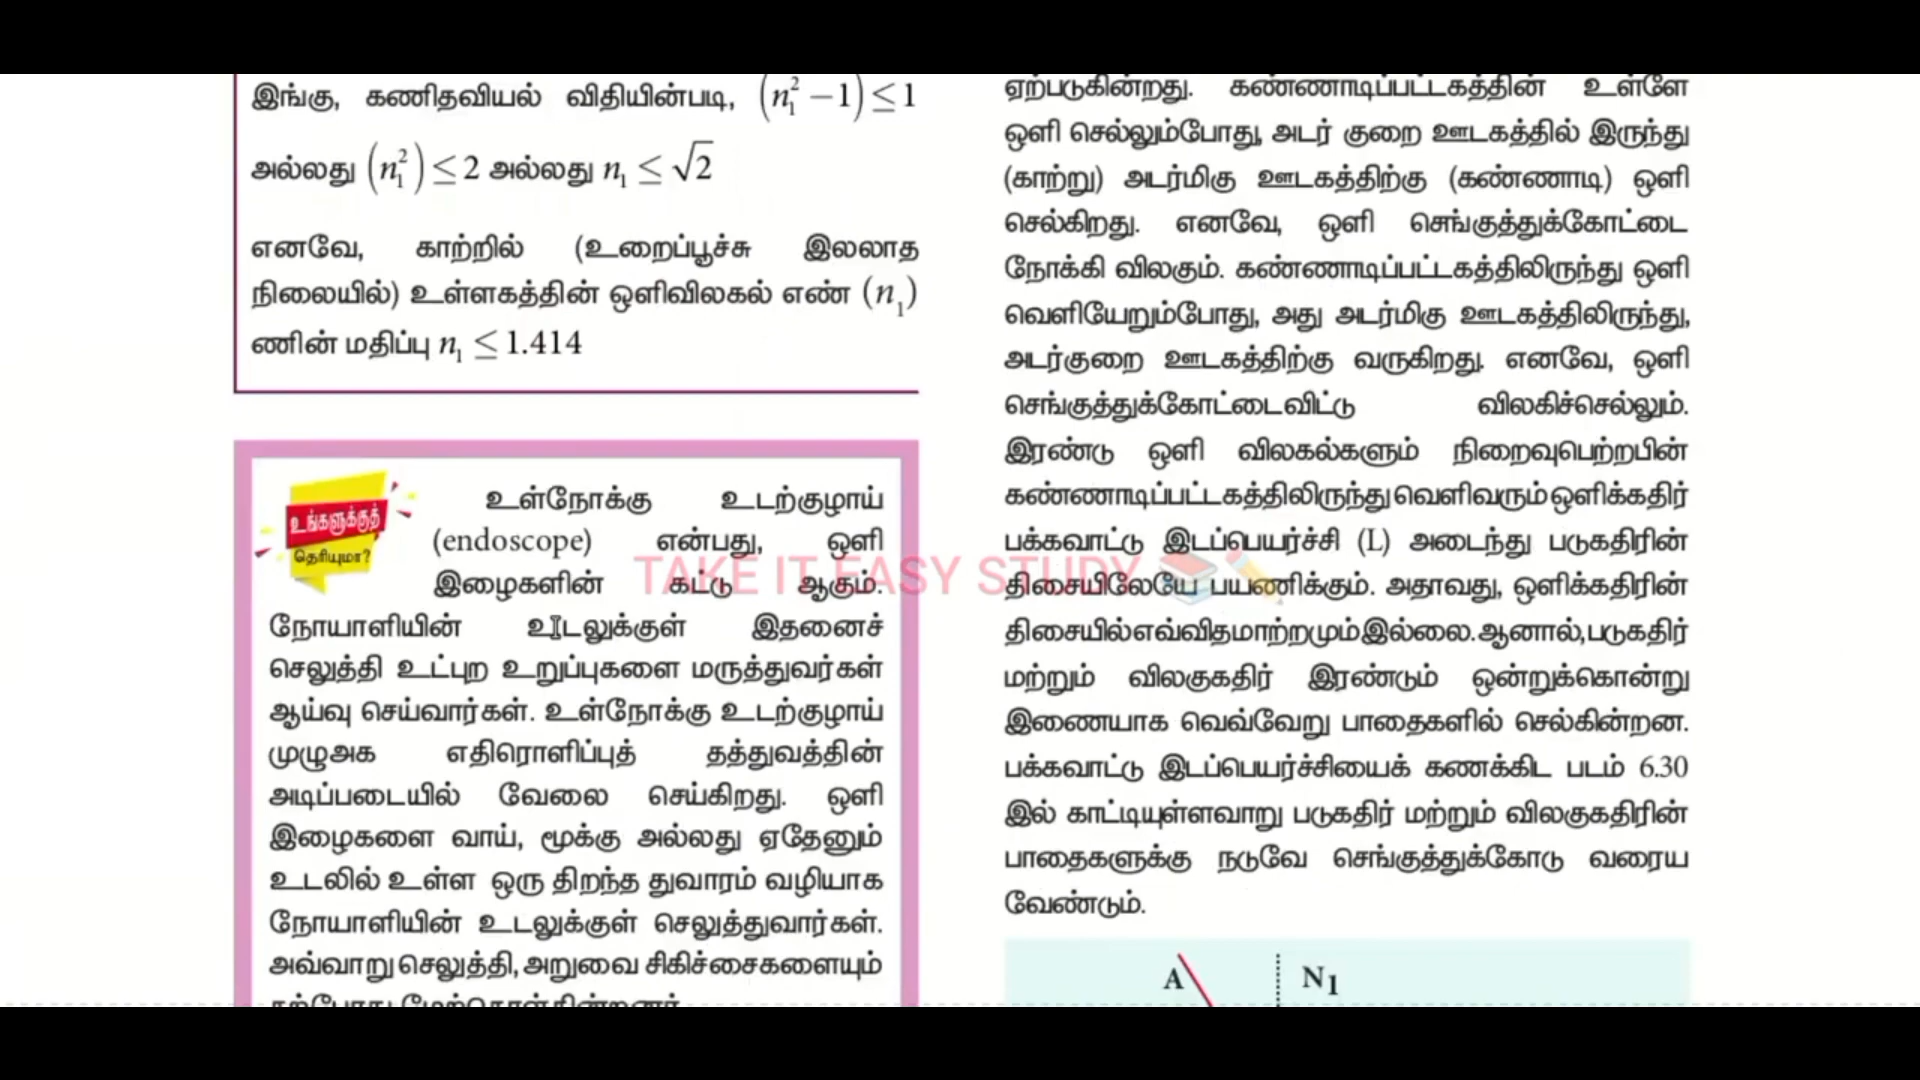 இங்கு, கணிதவியல் விதியின்படி, (n₁² − 1) ≤ 1
அல்லது (n₁²) ≤ 2 அல்லது n₁ ≤ √2
எனவே, காற்றில் (உறைப்பூச்சு இலலாத
நிலையில்) உள்ளகத்தின் ஒளிவிலகல் எண் (n₁)
ணின் மதிப்பு n₁ ≤ 1.414
உங்களுக்குத்
தெரியுமா?
உள்நோக்கு உடற்குழாய்
(endoscope) என்பது, ஒளி
இழைகளின் கட்டு ஆகும்.
நோயாளியின் உடலுக்குள் இதனைச்
செலுத்தி உட்புற உறுப்புகளை மருத்துவர்கள்
ஆய்வு செய்வார்கள். உள்நோக்கு உடற்குழாய்
முழுஅக எதிரொளிப்புத் தத்துவத்தின்
அடிப்படையில் வேலை செய்கிறது. ஒளி
இழைகளை வாய், மூக்கு அல்லது ஏதேனும்
உடலில் உள்ள ஒரு திறந்த துவாரம் வழியாக
நோயாளியின் உடலுக்குள் செலுத்துவார்கள்.
அவ்வாறு செலுத்தி, அறுவை சிகிச்சைகளையும்
ஏற்படுகின்றது. கண்ணாடிப்பட்டகத்தின் உள்ளே
ஒளி செல்லும்போது, அடர் குறை ஊடகத்தில் இருந்து
(காற்று) அடர்மிகு ஊடகத்திற்கு (கண்ணாடி) ஒளி
செல்கிறது. எனவே, ஒளி செங்குத்துக்கோட்டை
நோக்கி விலகும். கண்ணாடிப்பட்டகத்திலிருந்து ஒளி
வெளியேறும்போது, அது அடர்மிகு ஊடகத்திலிருந்து,
அடர்குறை ஊடகத்திற்கு வருகிறது. எனவே, ஒளி
செங்குத்துக்கோட்டைவிட்டு விலகிச்செல்லும்.
இரண்டு ஒளி விலகல்களும் நிறைவுபெற்றபின்
கண்ணாடிப்பட்டகத்திலிருந்து வெளிவரும் ஒளிக்கதிர்
பக்கவாட்டு இடப்பெயர்ச்சி (L) அடைந்து படுகதிரின்
திசையிலேயே பயணிக்கும். அதாவது, ஒளிக்கதிரின்
திசையில் எவ்விதமாற்றமும் இல்லை. ஆனால், படுகதிர்
மற்றும் விலகுகதிர் இரண்டும் ஒன்றுக்கொன்று
இணையாக வெவ்வேறு பாதைகளில் செல்கின்றன.
பக்கவாட்டு இடப்பெயர்ச்சியைக் கணக்கிட படம் 6.30
இல் காட்டியுள்ளவாறு படுகதிர் மற்றும் விலகுகதிரின்
பாதைகளுக்கு நடுவே செங்குத்துக்கோடு வரைய
வேண்டும்.
A N₁
TAKE IT EASY STUDY